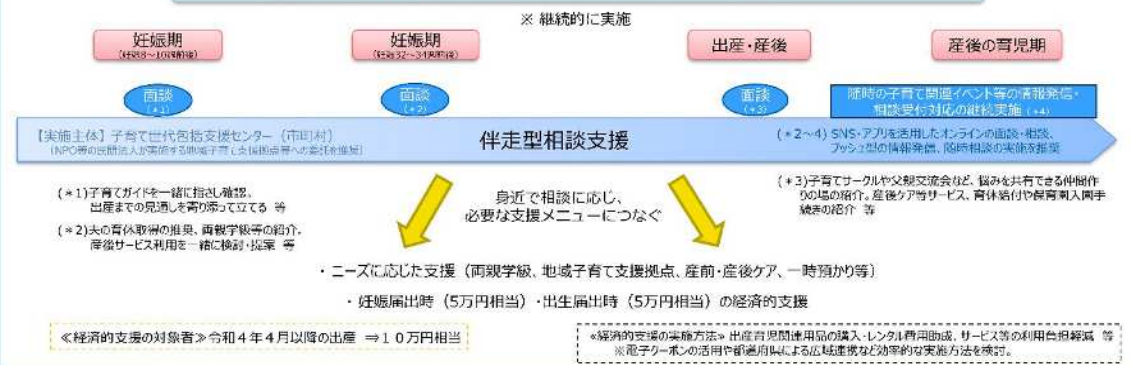 ※ 継続的に実施
妊娠期
(妊娠8~10週前後)
妊娠期
(妊娠32~34週前後)
出産・産後
産後の育児期
面談
(*1)
面談
(*2)
面談
(*3)
随時の子育て関連イベント等の情報発信・
相談受付対応の継続実施 (*4)
【実施主体】子育て世代包括支援センター(市町村)
(NPO等の民間法人が実施する地域子育て支援拠点等への委託を推奨)
伴走型相談支援
(*2~4) SNS・アプリを活用したオンラインの面談・相談、
プッシュ型の情報発信、随時相談の実施を推奨
(*1)子育てガイドを一緒に指さし確認、
出産までの見通しを寄り添って立てる 等
(*2)夫の育休取得の推奨、両親学級等の紹介、
産後サービス利用を一緒に検討・提案 等
身近で相談に応じ、
必要な支援メニューにつなぐ
(*3)子育てサークルや父親交流会など、悩みを共有できる仲間作
りの場の紹介。産後ケア等サービス、育休給付や保育園入園手
続きの紹介 等
・ニーズに応じた支援(両親学級、地域子育て支援拠点、産前・産後ケア、一時預かり等)
・妊娠届出時(5万円相当)・出生届出時(5万円相当)の経済的支援
≪経済的支援の対象者≫令和4年4月以降の出産 ⇒10万円相当
≪経済的支援の実施方法≫ 出産育児関連用品の購入・レンタル費用助成、サービス等の利用負担軽減 等
※電子クーポンの活用や都道府県による広域連携など効率的な実施方法を検討。